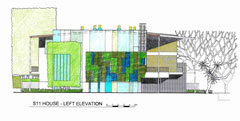 S11 HOUSE - LEFT ELEVATION